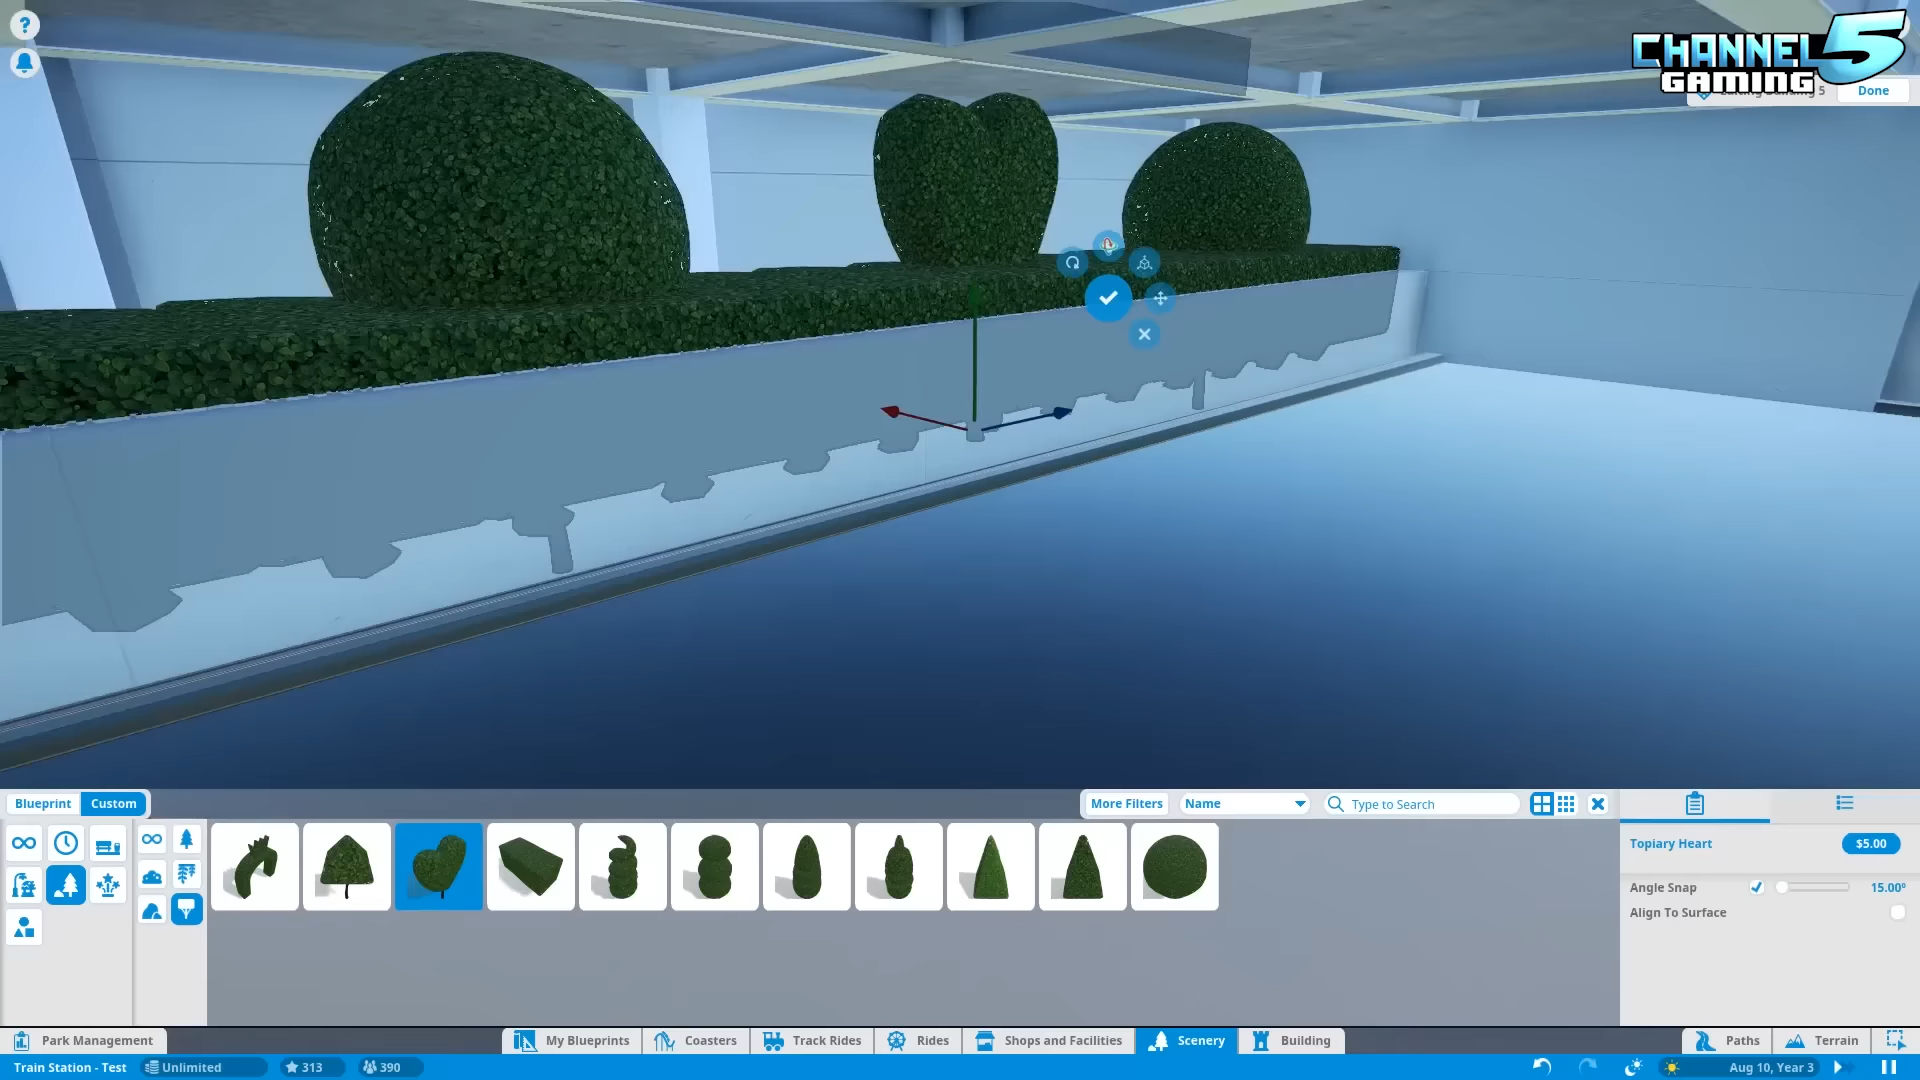 ?
CHANNEL 5
GAMING
5
Done
Blueprint
Custom
More Filters
Name
Type to Search
Topiary Heart
$5.00
Angle Snap
15.00°
Align To Surface
Park Management
My Blueprints
Coasters
Track Rides
Rides
Shops and Facilities
Scenery
Building
Paths
Terrain
Train Station - Test
Unlimited
313
390
Aug 10, Year 3